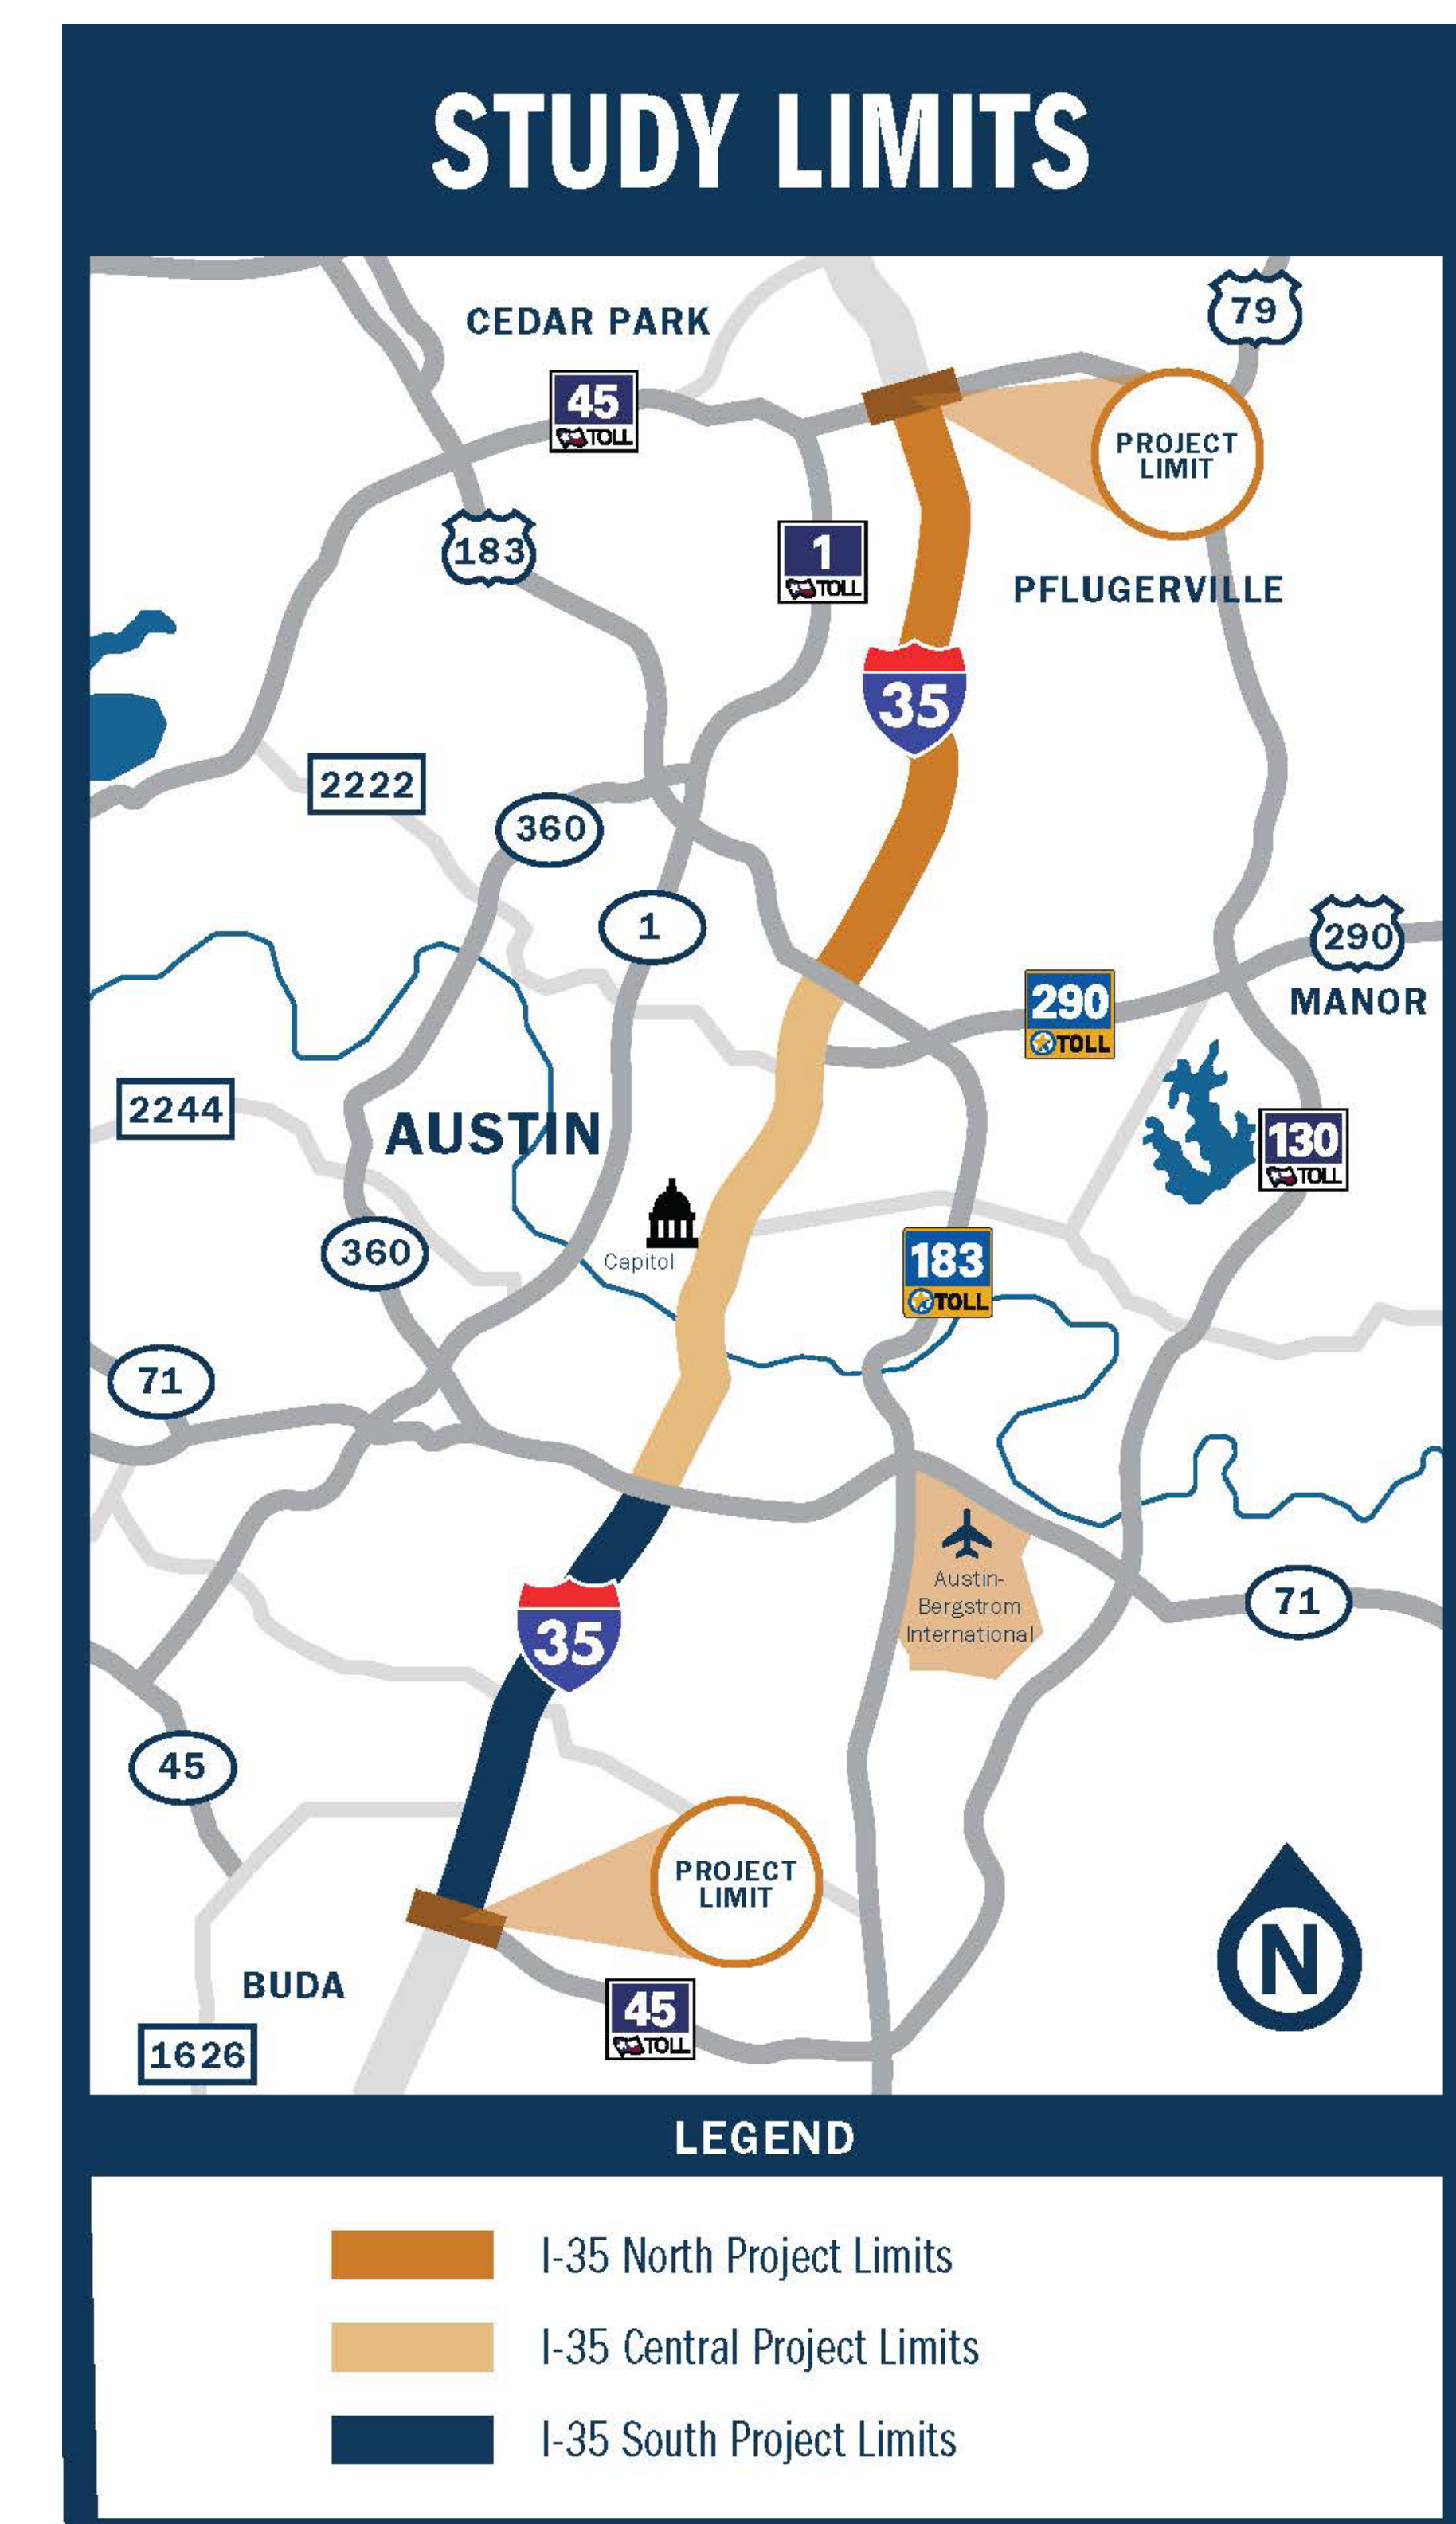 STUDY LIMITS
CEDAR PARK
79
45
TOLL
PROJECT
LIMIT
183
1
TOLL
PFLUGERVILLE
35
2222
360
1
290
290
TOLL
MANOR
2244
AUSTIN
130
TOLL
360
Capitol
183
TOLL
71
Austin-
Bergstrom
International
71
35
45
PROJECT
LIMIT
N
BUDA
45
TOLL
1626
LEGEND
I-35 North Project Limits
I-35 Central Project Limits
I-35 South Project Limits